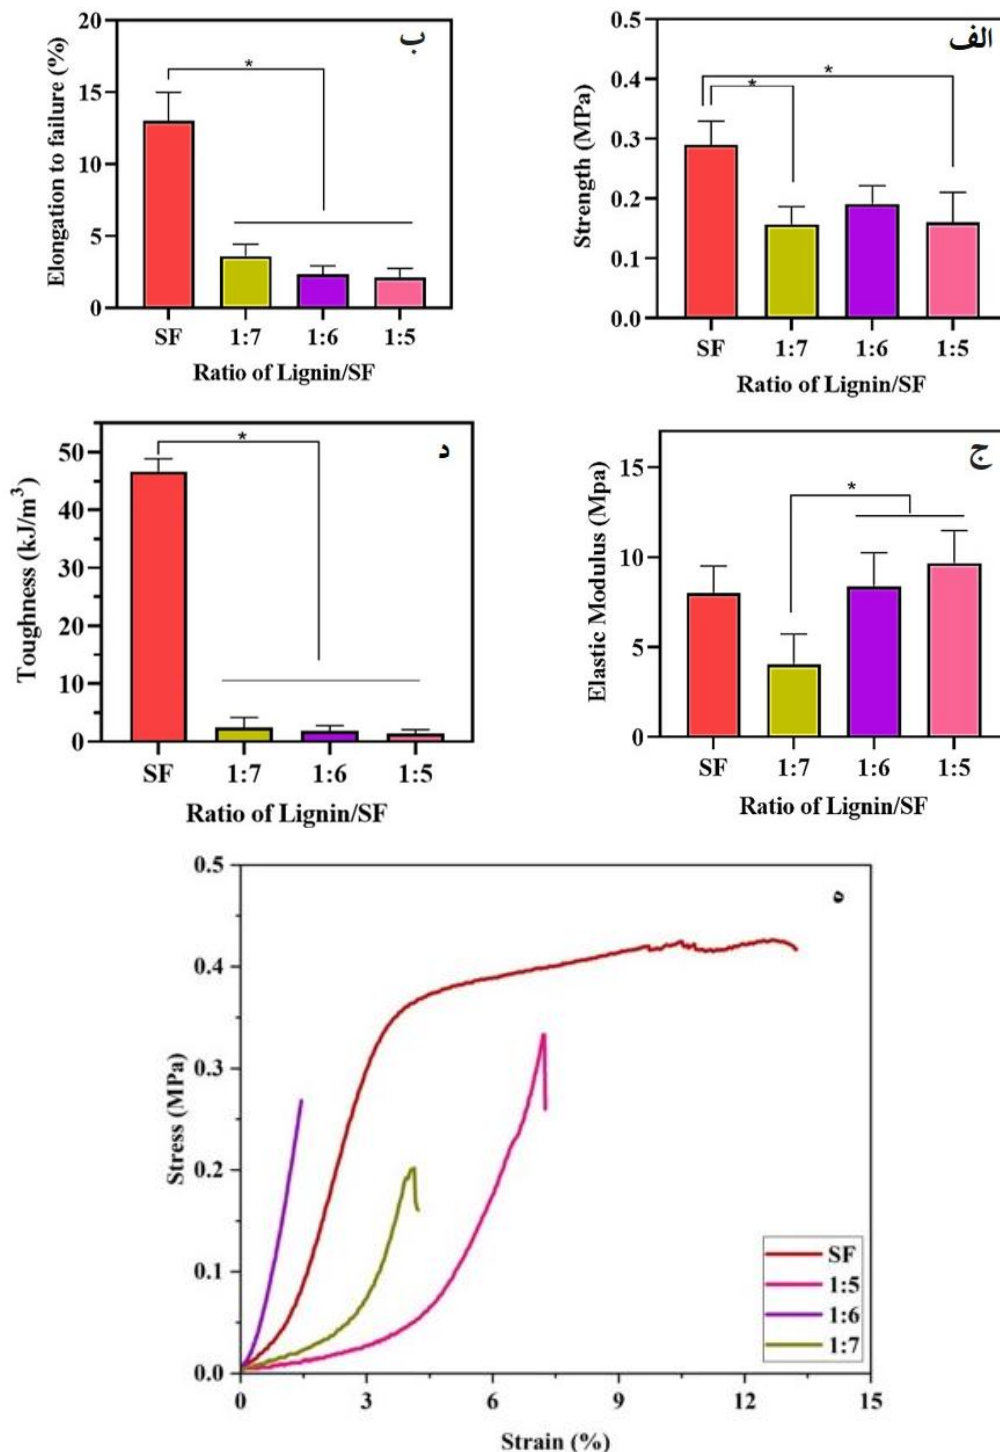 الف
Strength (MPa)
0.5
0.4
0.3
0.2
0.1
0.0
*
*
SF 1:7 1:6 1:5
Ratio of Lignin/SF
ب
Elongation to failure (%)
20
15
10
5
0
*
SF 1:7 1:6 1:5
Ratio of Lignin/SF
ج
Elastic Modulus (Mpa)
15
10
5
0
*
SF 1:7 1:6 1:5
Ratio of Lignin/SF
د
Toughness (kJ/m³)
50
40
30
20
10
0
*
SF 1:7 1:6 1:5
Ratio of Lignin/SF
ه
Stress (MPa)
0.5
0.4
0.3
0.2
0.1
0.0
SF
1:5
1:6
1:7
0 3 6 9 12 15
Strain (%)